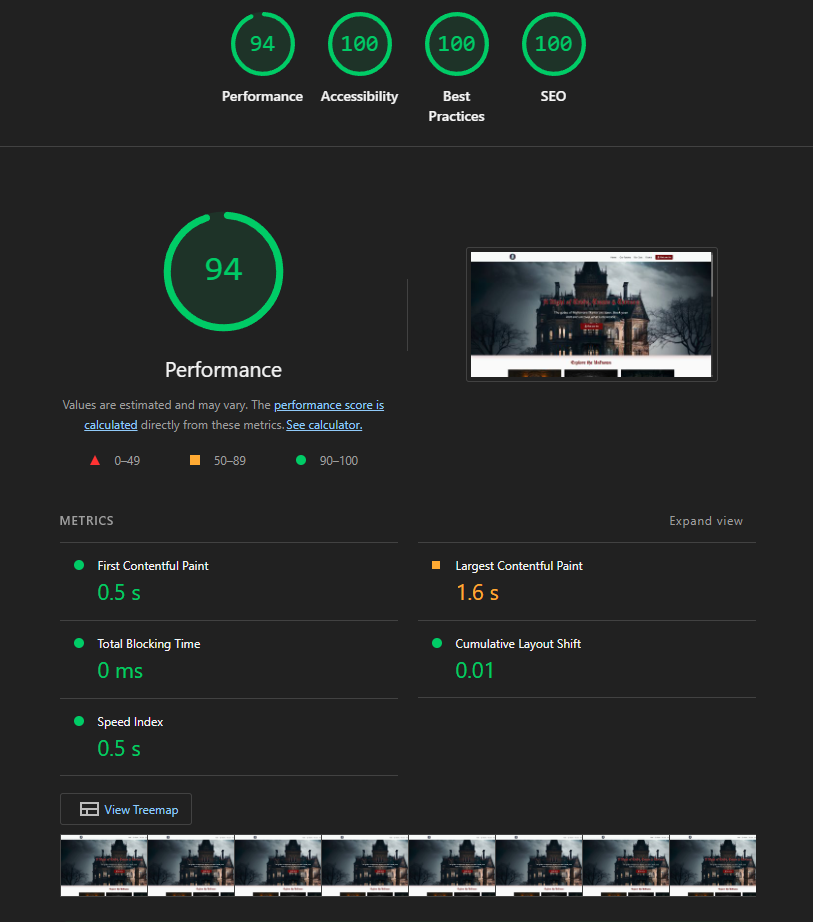 94
100
100
100
Performance
Accessibility
Best
Practices
SEO
94
Performance
Values are estimated and may vary. The performance score is
calculated directly from these metrics. See calculator.
0–49
50–89
90–100
Explore the Darkness
METRICS
Expand view
First Contentful Paint
0.5 s
Largest Contentful Paint
1.6 s
Total Blocking Time
0 ms
Cumulative Layout Shift
0.01
Speed Index
0.5 s
View Treemap